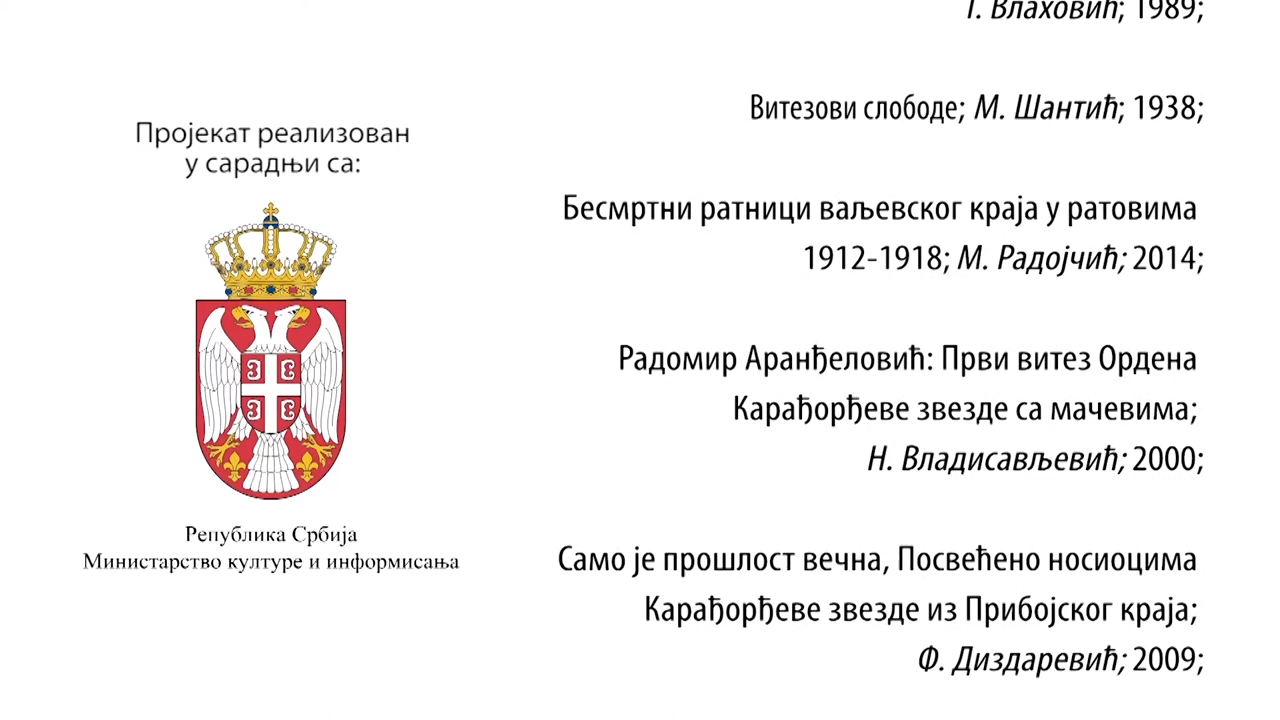 Т. Влаховић; 1989;
Витезови слободе; М. Шантић; 1938;
Бесмртни ратници ваљевског краја у ратовима
1912-1918; М. Радојчић; 2014;
Радомир Аранђеловић: Први витез Ордена
Карађорђеве звезде са мачевима;
Н. Владисављевић; 2000;
Само је прошлост вечна, Посвећено носиоцима
Карађорђеве звезде из Прибојског краја;
Ф. Диздаревић; 2009;
Пројекат реализован
у сарадњи са:
Република Србија
Министарство културе и информисања